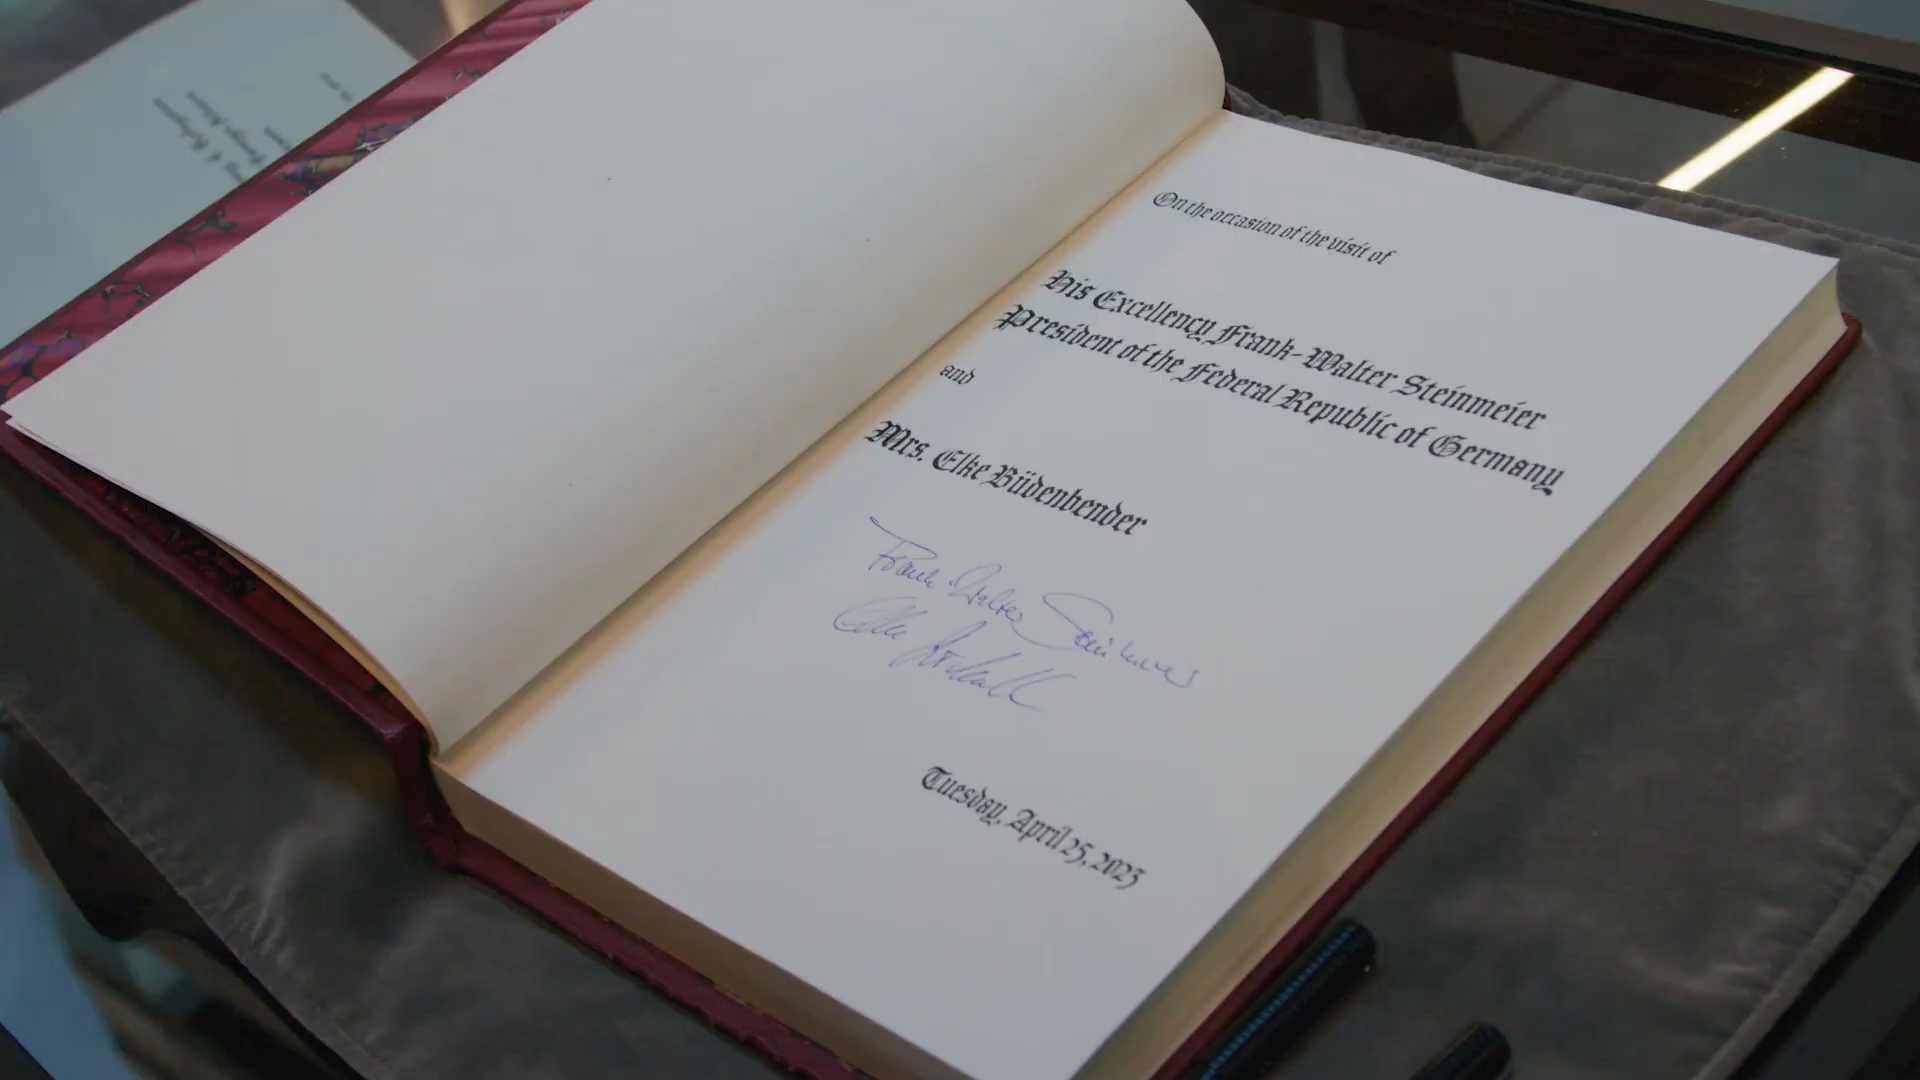 On the occasion of the visit of
His Excellency Frank-Walter Steinmeier
President of the Federal Republic of Germany
and
Mrs. Elke Büdenbender
Frank-Walter Steinmeier
Elke
Tuesday, April 25, 2023